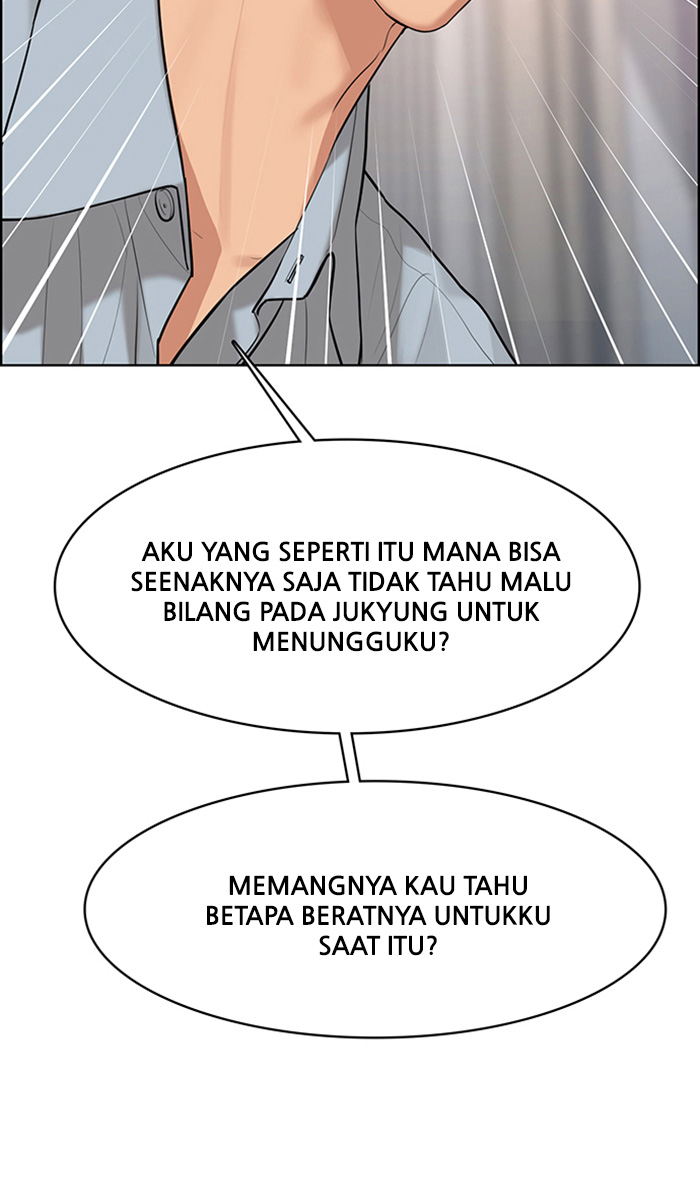 AKU YANG SEPERTI ITU MANA BISA
SEENAKNYA SAJA TIDAK TAHU MALU
BILANG PADA JUKYUNG UNTUK
MENUNGGUKU?
MEMANGNYA KAU TAHU
BETAPA BERATNYA UNTUKKU
SAAT ITU?